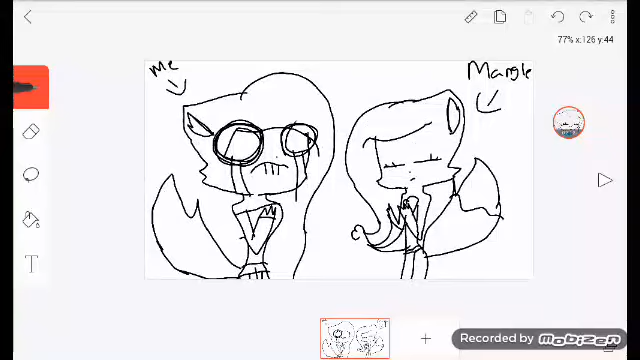 77% x:126 y:44
me
Mangle
T
Recorded by mobizen